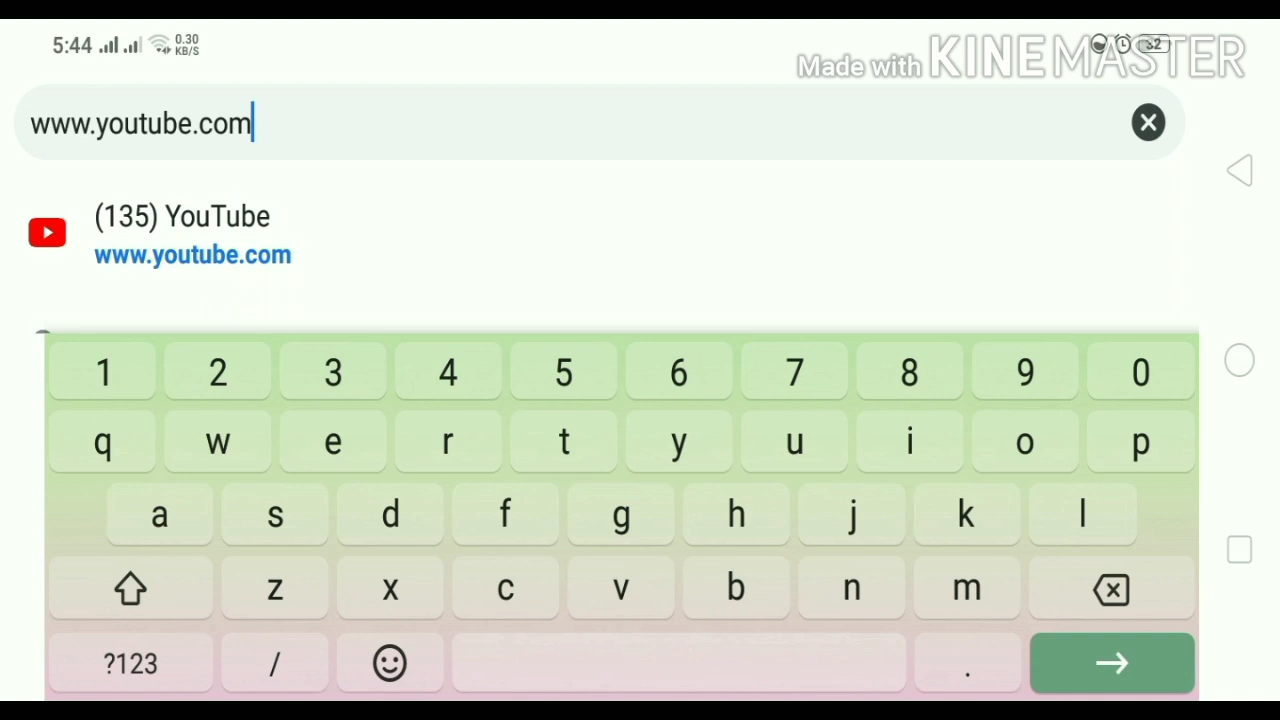 5:44
0.30
KB/S
32
Made with KINEMASTER
www.youtube.com
(135) YouTube
www.youtube.com
1 2 3 4 5 6 7 8 9 0
q w e r t y u i o p
a s d f g h j k l
z x c v b n m
?123 / .